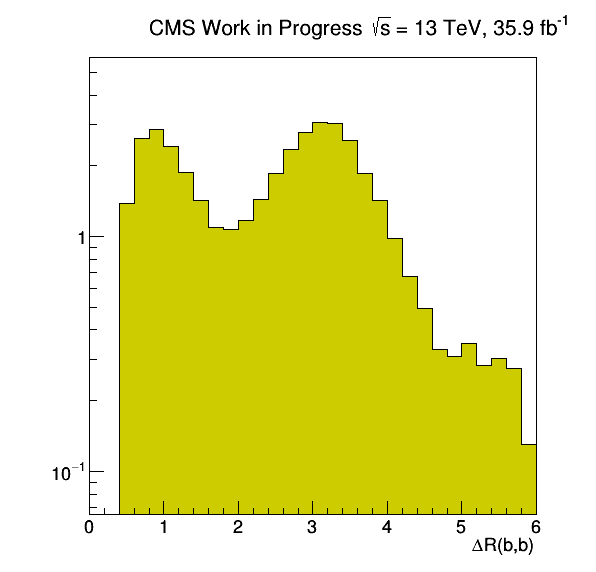 CMS Work in Progress √s = 13 TeV, 35.9 fb⁻¹
1
10⁻¹
0 1 2 3 4 5 6
ΔR(b,b)